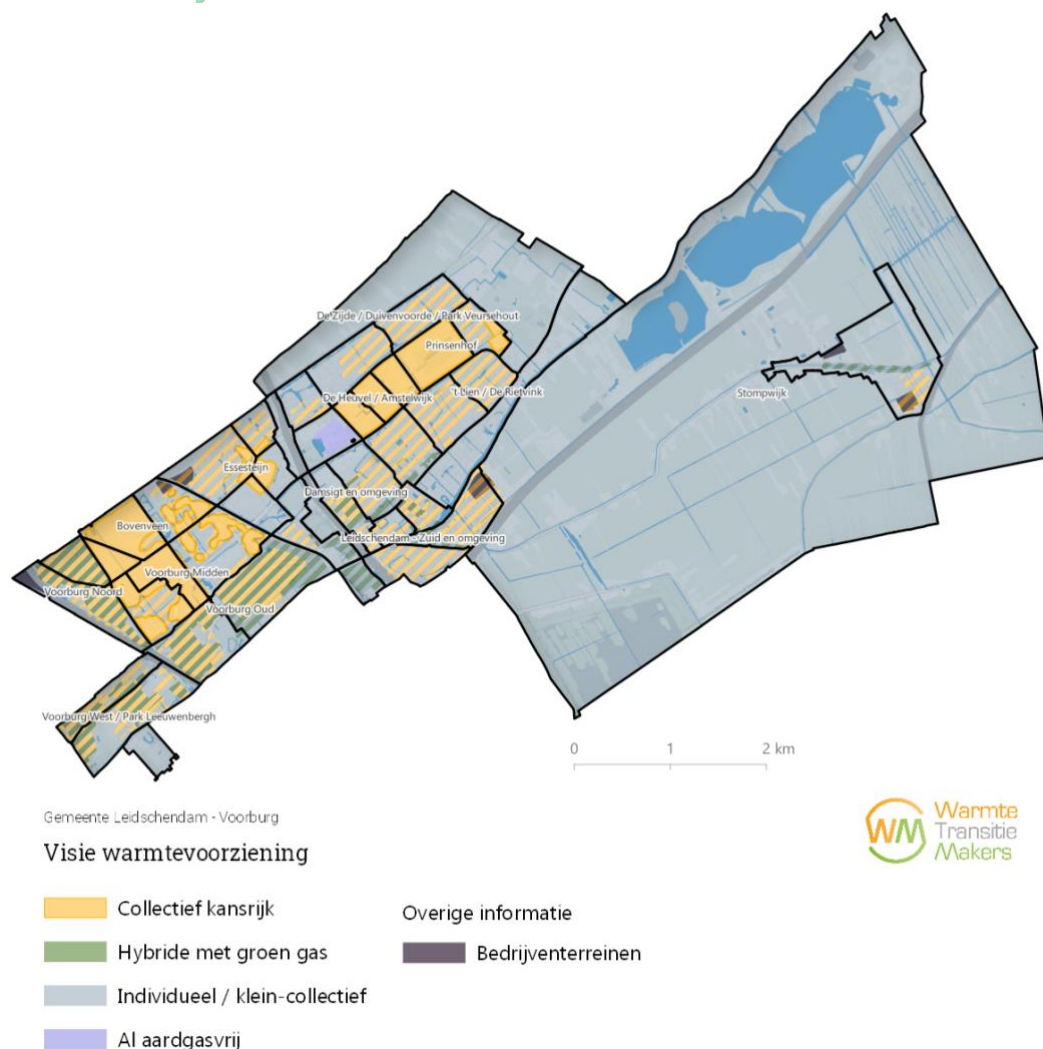 De Zijde / Duivenvoorde / Park Veursehout
Prinsenhof
't Lien / De Rietvink
De Heuvel / Amstelwijk
Stompwijk
Essesteijn
Damsigt en omgeving
Bovenveen
Leidschendam - Zuid en omgeving
Voorburg Midden
Voorburg Noord
Voorburg Oud
Voorburg West / Park Leeuwenbergh
0 1 2 km
Gemeente Leidschendam - Voorburg
Visie warmtevoorziening
WM Warmte
Transitie
Makers
Collectief kansrijk
Hybride met groen gas
Individueel / klein-collectief
Al aardgasvrij
Overige informatie
Bedrijventerreinen